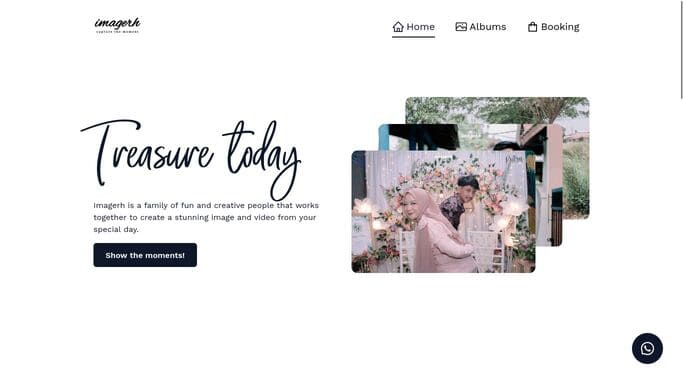 imagerh
capture the moment
Home
Albums
Booking
Treasure today
Imagerh is a family of fun and creative people that works
together to create a stunning image and video from your
special day.
Show the moments!